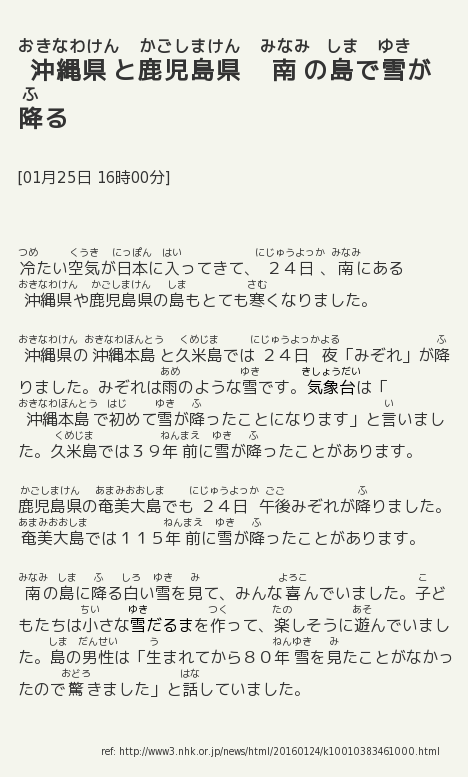 おきなわけん かごしまけん みなみ しま ゆき
沖縄県と鹿児島県 南の島で雪が
ふ
降る
[01月25日 16時00分]
つめ くうき にっぽん はい にじゅうよっか みなみ
冷たい空気が日本に入ってきて、２４日、南にある
おきなわけん かごしまけん しま さむ
沖縄県や鹿児島県の島もとても寒くなりました。
おきなわけん おきなわほんとう くめじま にじゅうよっかよる ふ
沖縄県の沖縄本島と久米島では２４日 夜「みぞれ」が降
あめ ゆき きしょうだい
りました。みぞれは雨のような雪です。気象台は「
おきなわほんとう はじ ゆき ふ い
沖縄本島で初めて雪が降ったことになります」と言いまし
くめじま ねんまえ ゆき ふ
た。久米島では３９年前に雪が降ったことがあります。
かごしまけん あまみおおしま にじゅうよっか ごご ふ
鹿児島県の奄美大島でも２４日 午後みぞれが降りました。
あまみおおしま ねんまえ ゆき ふ
奄美大島では１１５年前に雪が降ったことがあります。
みなみ しま ふ しろ ゆき み よろこ こ
南の島に降る白い雪を見て、みんな喜んでいました。子ど
ちい ゆき つく たの あそ
もたちは小さな雪だるまを作って、楽しそうに遊んでいまし
しま だんせい う ねんゆき み
た。島の男性は「生まれてから８０年雪を見たことがなかっ
おどろ はな
たので驚きました」と話していました。
ref: http://www3.nhk.or.jp/news/html/20160124/k10010383461000.html